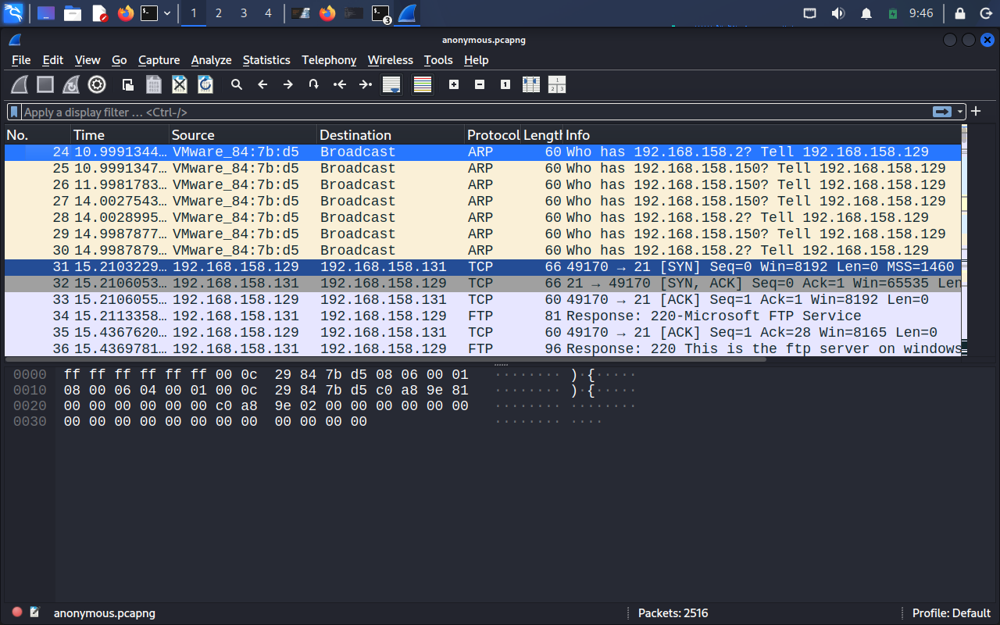 1 2 3 4 3 9:46
anonymous.pcapng
File Edit View Go Capture Analyze Statistics Telephony Wireless Tools Help
Apply a display filter … <Ctrl-/>
No. Time Source Destination Protocol Length Info
24 10.9991344… VMware_84:7b:d5 Broadcast ARP 60 Who has 192.168.158.2? Tell 192.168.158.129
25 10.9991347… VMware_84:7b:d5 Broadcast ARP 60 Who has 192.168.158.150? Tell 192.168.158.129
26 11.9981783… VMware_84:7b:d5 Broadcast ARP 60 Who has 192.168.158.150? Tell 192.168.158.129
27 14.0027543… VMware_84:7b:d5 Broadcast ARP 60 Who has 192.168.158.150? Tell 192.168.158.129
28 14.0028995… VMware_84:7b:d5 Broadcast ARP 60 Who has 192.168.158.2? Tell 192.168.158.129
29 14.9987877… VMware_84:7b:d5 Broadcast ARP 60 Who has 192.168.158.150? Tell 192.168.158.129
30 14.9987879… VMware_84:7b:d5 Broadcast ARP 60 Who has 192.168.158.2? Tell 192.168.158.129
31 15.2103229… 192.168.158.129 192.168.158.131 TCP 66 49170 → 21 [SYN] Seq=0 Win=8192 Len=0 MSS=1460
32 15.2106053… 192.168.158.131 192.168.158.129 TCP 66 21 → 49170 [SYN, ACK] Seq=0 Ack=1 Win=65535 Len
33 15.2106055… 192.168.158.129 192.168.158.131 TCP 60 49170 → 21 [ACK] Seq=1 Ack=1 Win=8192 Len=0
34 15.2113358… 192.168.158.131 192.168.158.129 FTP 81 Response: 220-Microsoft FTP Service
35 15.4367620… 192.168.158.129 192.168.158.131 TCP 60 49170 → 21 [ACK] Seq=1 Ack=28 Win=8165 Len=0
36 15.4369781… 192.168.158.131 192.168.158.129 FTP 96 Response: 220 This is the ftp server on windows
0000 ff ff ff ff ff ff 00 0c 29 84 7b d5 08 06 00 01 ········ )·{·····
0010 08 00 06 04 00 01 00 0c 29 84 7b d5 c0 a8 9e 81 ········ )·{·····
0020 00 00 00 00 00 00 c0 a8 9e 02 00 00 00 00 00 00 ········ ········
0030 00 00 00 00 00 00 00 00 00 00 00 00 ········ ····
anonymous.pcapng Packets: 2516 Profile: Default